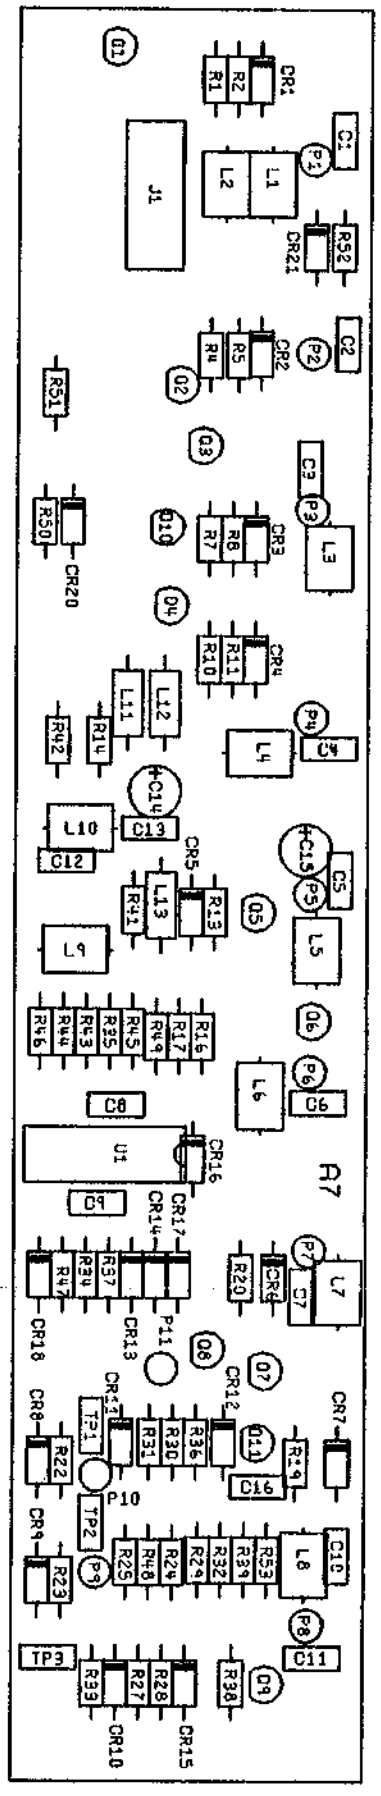 Q1
R1
R2
CR1
C1
P1
J1
L2
L1
CR21
R52
C2
P2
R4
R5
CR2
Q2
R51
Q3
C3
P3
L3
R50
CR20
Q10
R7
R8
CR3
Q4
R10
R11
CR4
L11
L12
R42
R14
P4
C4
L4
+
C14
L10
C13
C12
+
C15
C5
P5
L5
CR5
R41
L13
R13
Q5
L9
Q6
R46
R44
R43
R35
R45
R49
R17
R16
P6
C6
L6
C8
U1
CR16
C9
A7
CR14
CR17
P7
L7
C7
R20
CR6
CR18
R47
R34
R37
CR13
P11
Q8
Q7
CR11
CR12
CR7
CR8
R22
TP1
R31
R30
R36
Q11
R19
P10
C16
TP2
CR9
R23
P9
R25
R48
R24
R29
R32
R39
R53
L8
C10
P8
C11
TP3
R33
CR10
R27
R28
CR15
R38
Q9